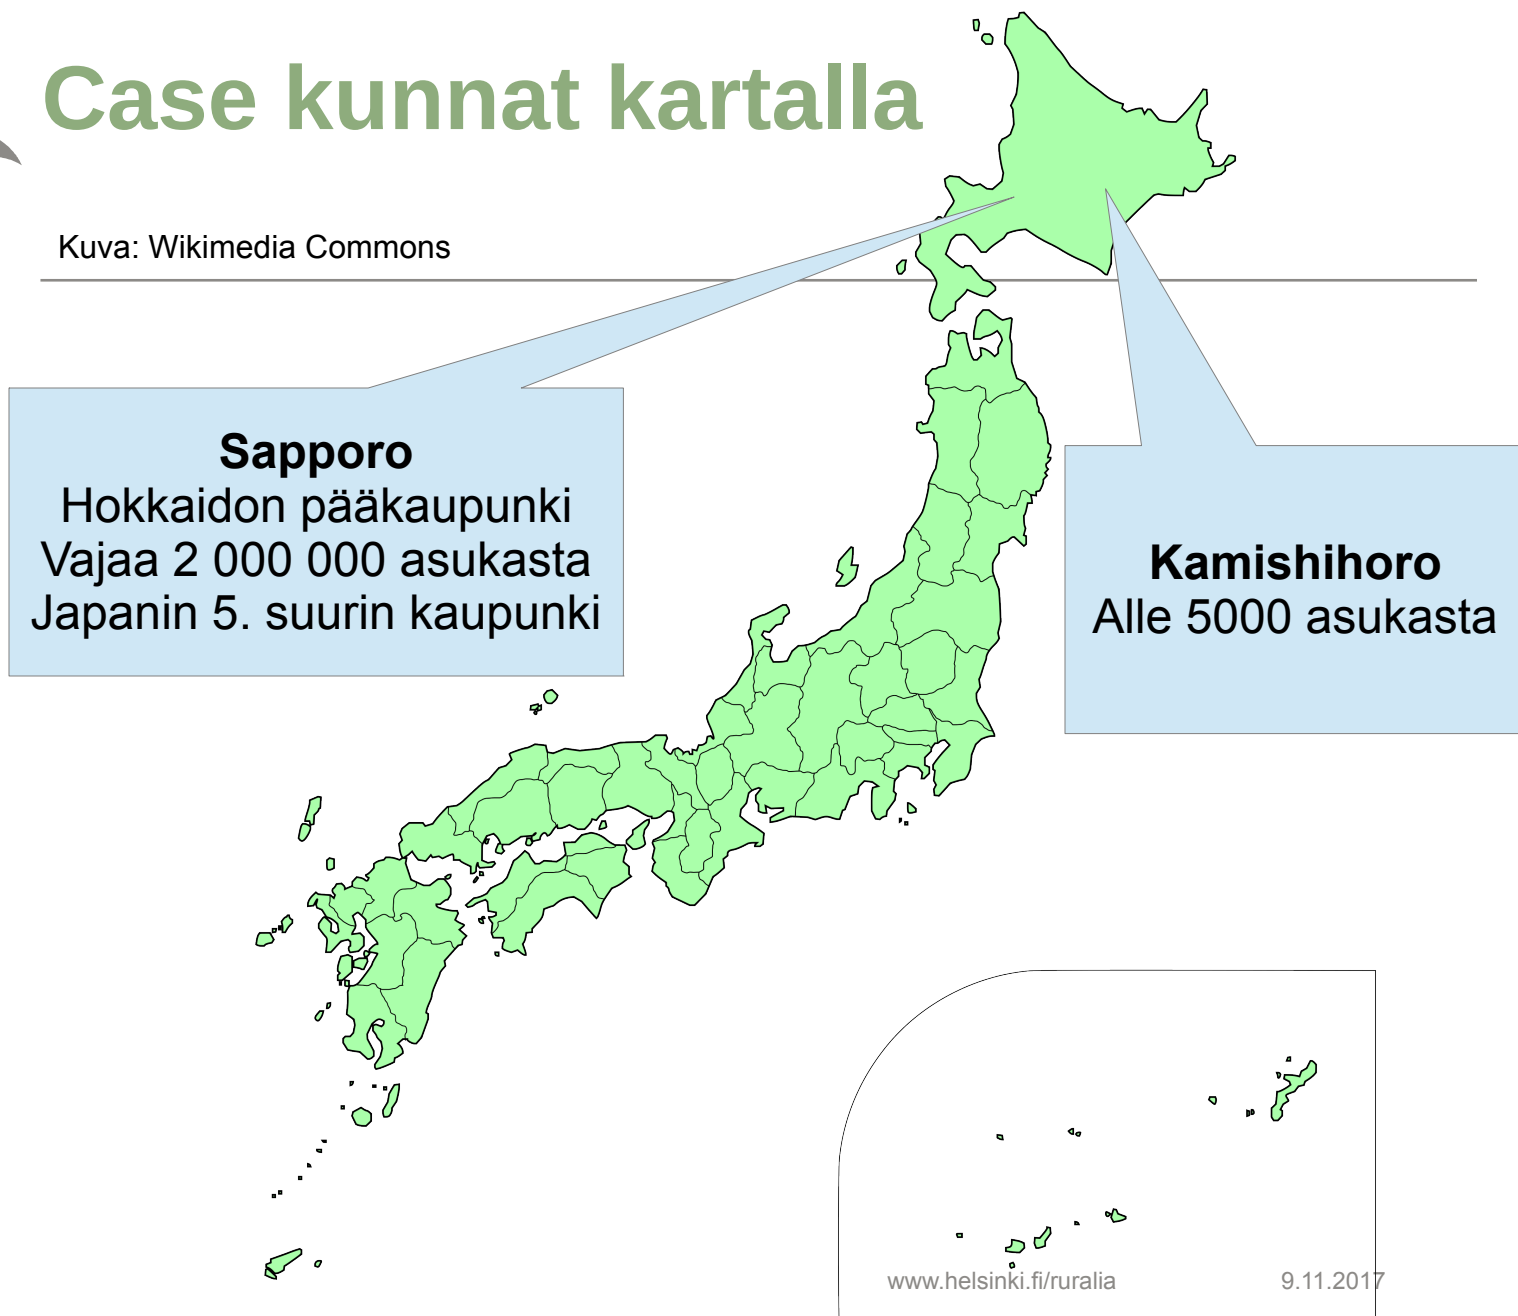 Case kunnat kartalla
Kuva: Wikimedia Commons
Sapporo
Hokkaidon pääkaupunki
Vajaa 2 000 000 asukasta
Japanin 5. suurin kaupunki
Kamishihoro
Alle 5000 asukasta
www.helsinki.fi/ruralia
9.11.2017